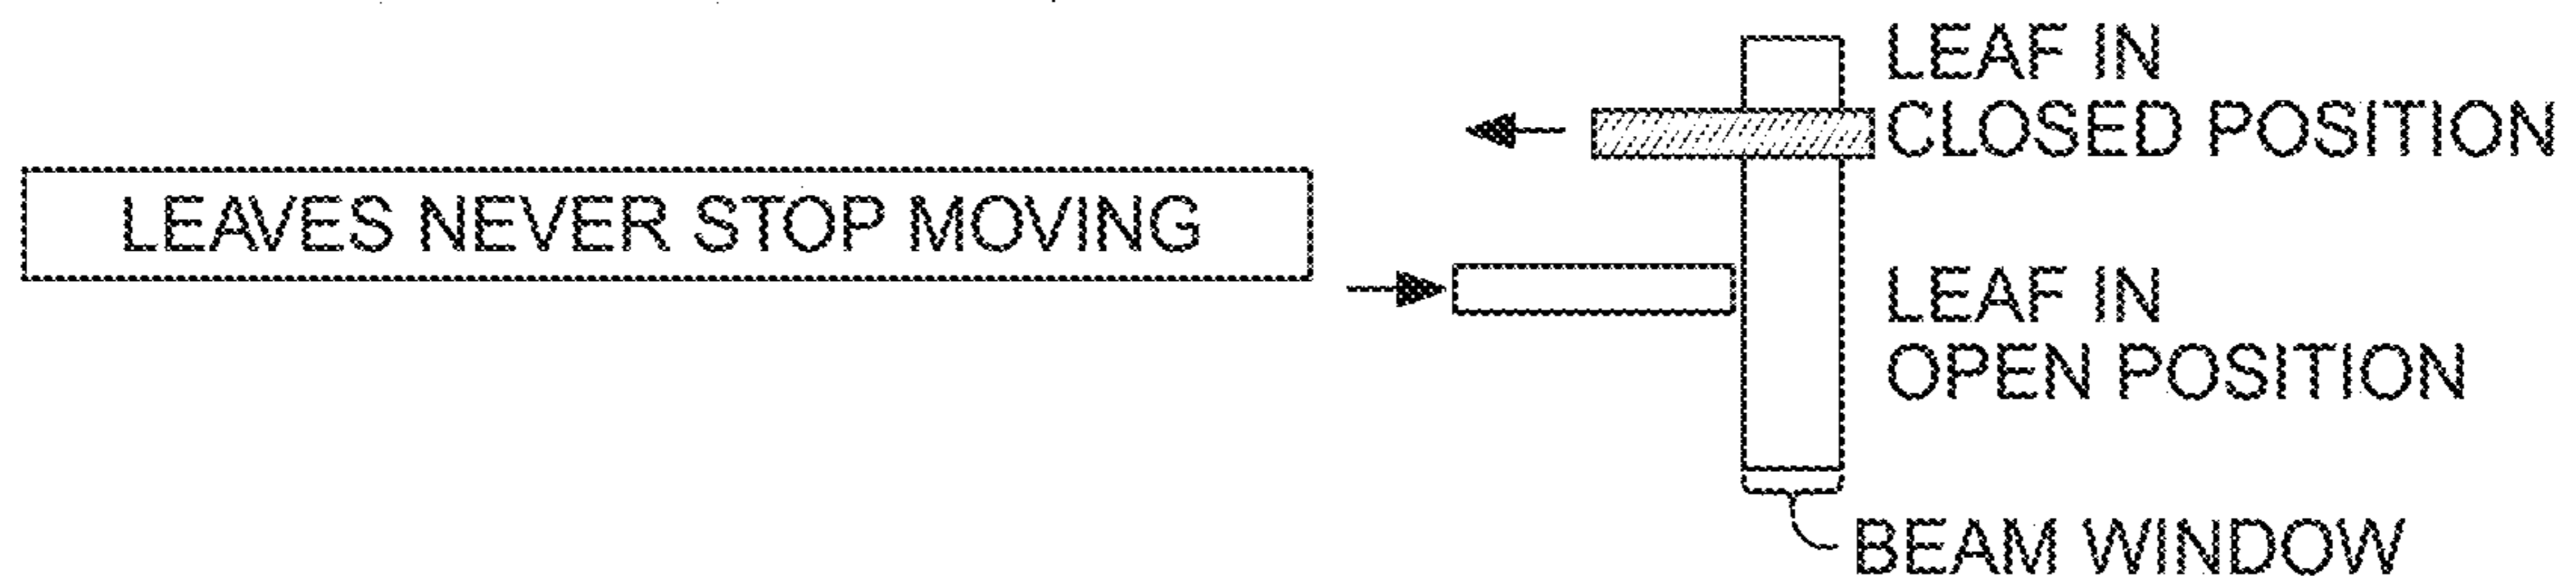 LEAF IN
CLOSED POSITION
LEAVES NEVER STOP MOVING
LEAF IN
OPEN POSITION
BEAM WINDOW